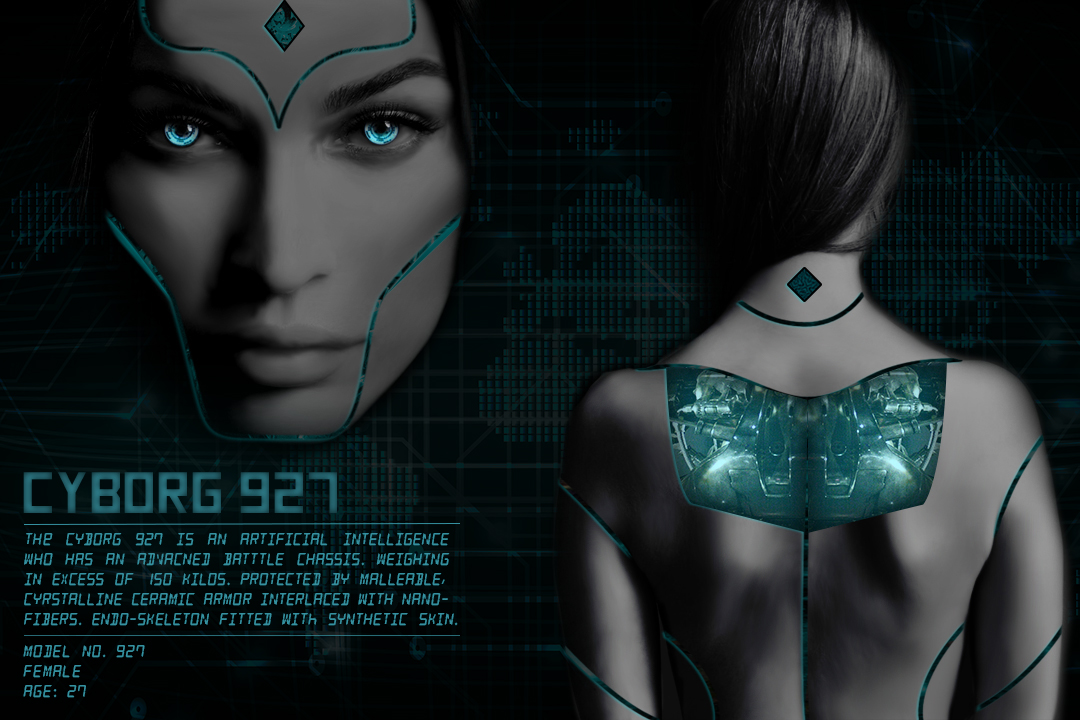 CYBORG 927
THE CYBORG 927 IS AN ARTIFICIAL INTELLIGENCE
WHO HAS AN ADVACNED BATTTLE CHASSIS. WEIGHING
IN EXCESS OF 150 KILOS. PROTECTED BY MALLEABLE,
CYRSTALLINE CERAMIC ARMOR INTERLACED WITH NANO-
FIBERS. ENDO-SKELETON FITTED WITH SYNTHETIC SKIN.
MODEL NO. 927
FEMALE
AGE: 27